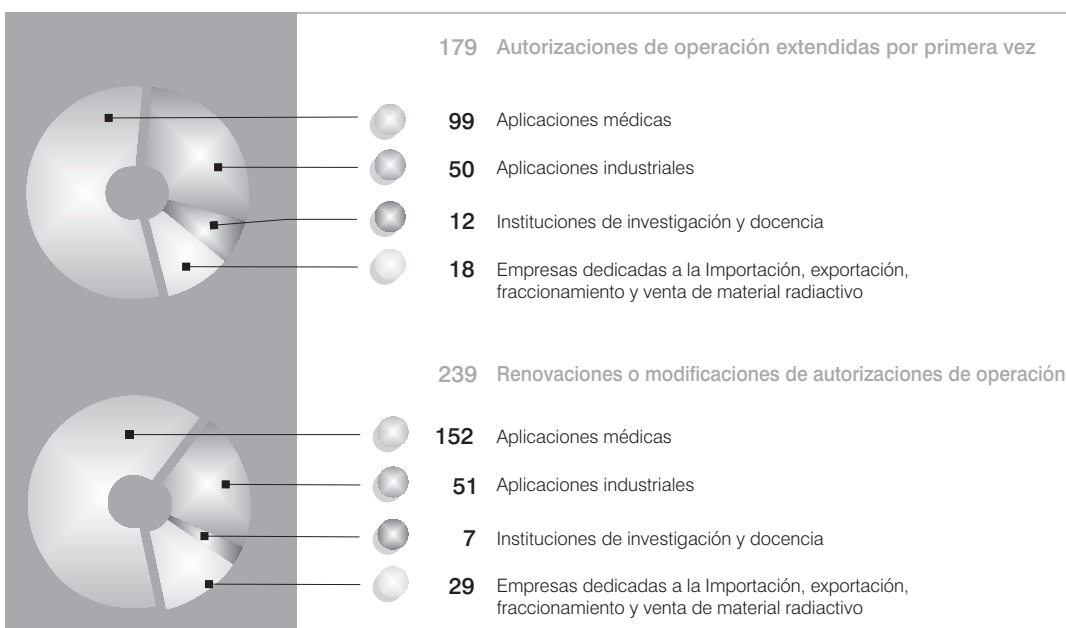 179 Autorizaciones de operación extendidas por primera vez
99 Aplicaciones médicas
50 Aplicaciones industriales
12 Instituciones de investigación y docencia
18 Empresas dedicadas a la Importación, exportación,
fraccionamiento y venta de material radiactivo
239 Renovaciones o modificaciones de autorizaciones de operación
152 Aplicaciones médicas
51 Aplicaciones industriales
7 Instituciones de investigación y docencia
29 Empresas dedicadas a la Importación, exportación,
fraccionamiento y venta de material radiactivo